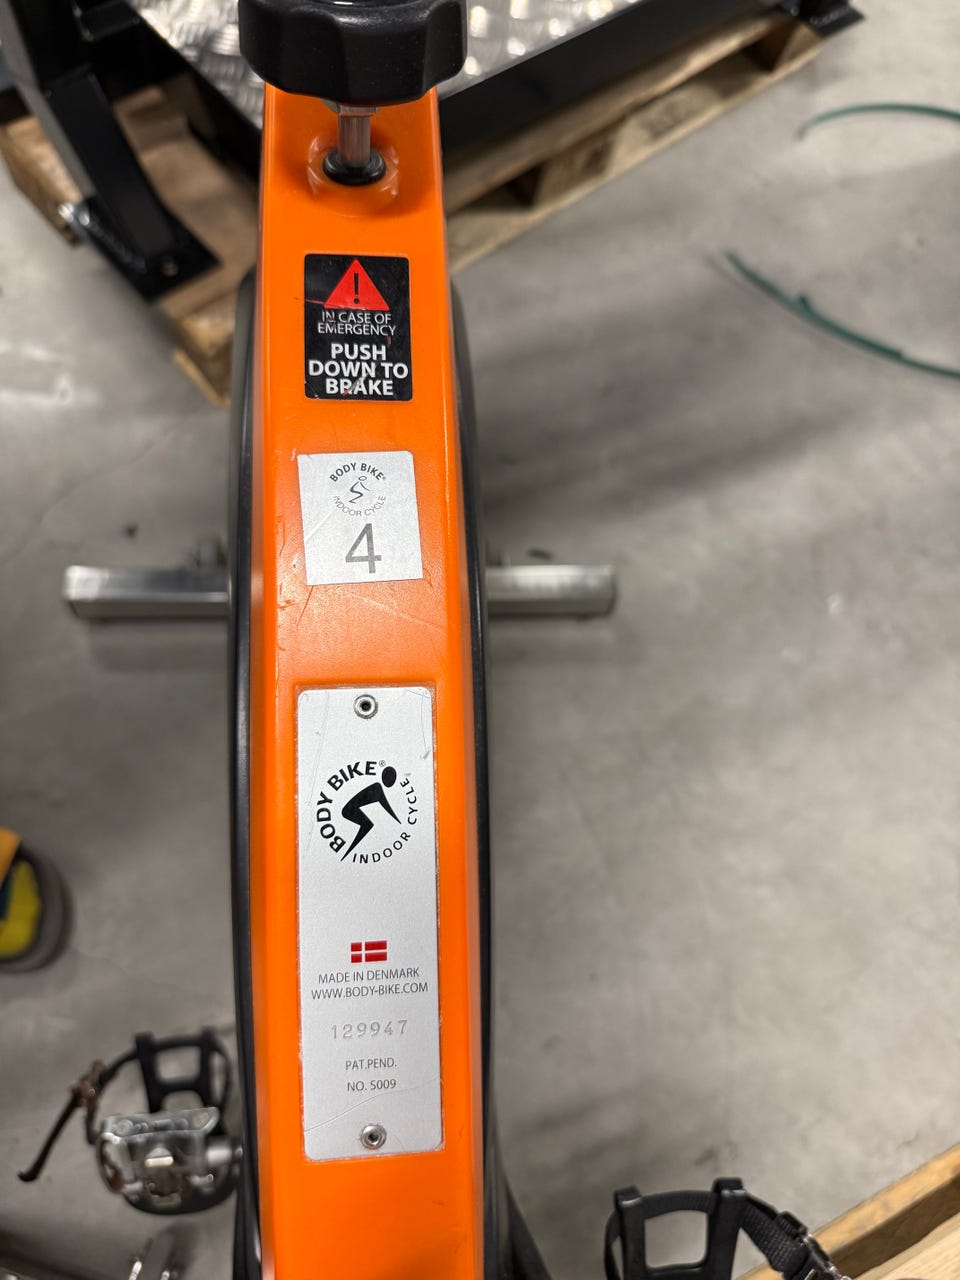 !
IN CASE OF
EMERGENCY
PUSH
DOWN TO
BRAKE
BODY BIKE®
INDOOR CYCLE
4
BODY BIKE®
INDOOR CYCLE™
MADE IN DENMARK
WWW.BODY-BIKE.COM
129947
PAT.PEND.
NO. 5009